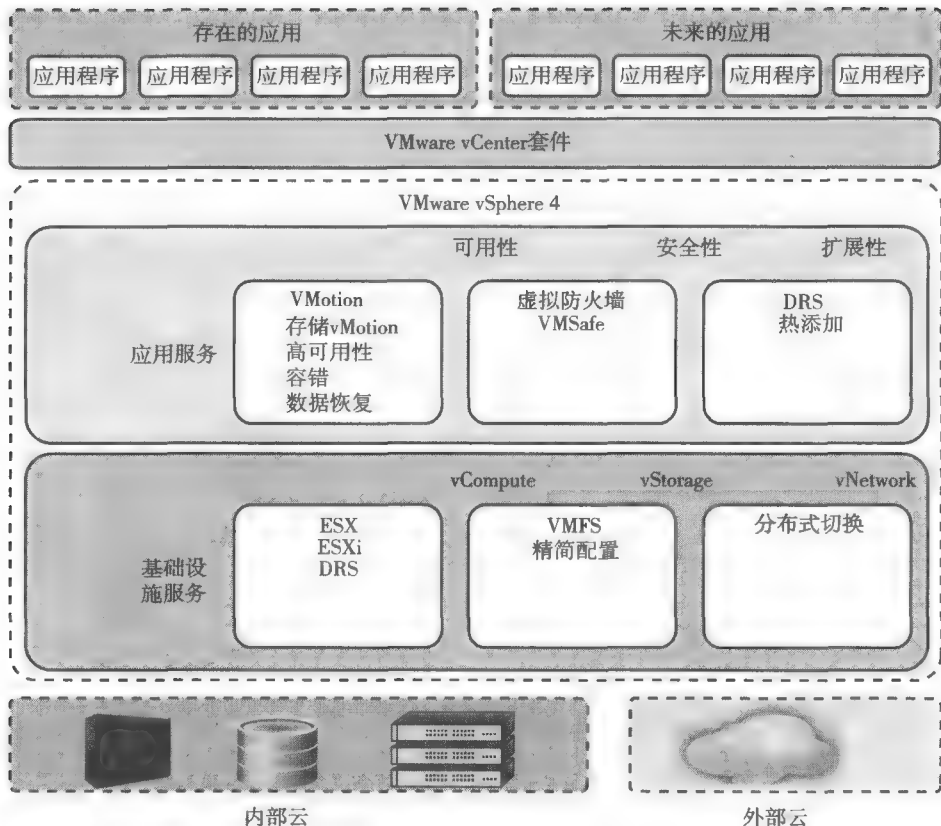 存在的应用
应用程序 应用程序 应用程序 应用程序
未来的应用
应用程序 应用程序 应用程序 应用程序
VMware vCenter套件
VMware vSphere 4
可用性 安全性 扩展性
应用服务
VMotion
存储vMotion
高可用性
容错
数据恢复
虚拟防火墙
VMSafe
DRS
热添加
vCompute vStorage vNetwork
基础设
施服务
ESX
ESXi
DRS
VMFS
精简配置
分布式切换
内部云
外部云